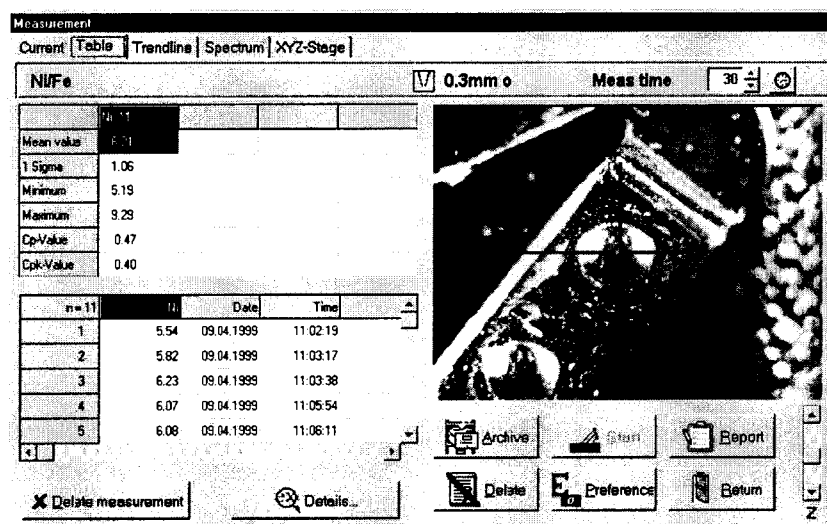 Measurement
Current Table Trendline Spectrum XYZ-Stage
Ni/Fe 0.3mm Meas time 30
Mean value
1 Sigma 1.06
Minimum 5.19
Maximum 9.29
Cp-Value 0.47
Cpk-Value 0.40
n= 11 Ni Date Time
1 5.54 09.04.1999 11:02:19
2 5.82 09.04.1999 11:03:17
3 6.23 09.04.1999 11:03:38
4 6.07 09.04.1999 11:05:54
5 6.08 09.04.1999 11:06:11
Archive Start Report
Delete measurement Details... Delete Preference Return
Z